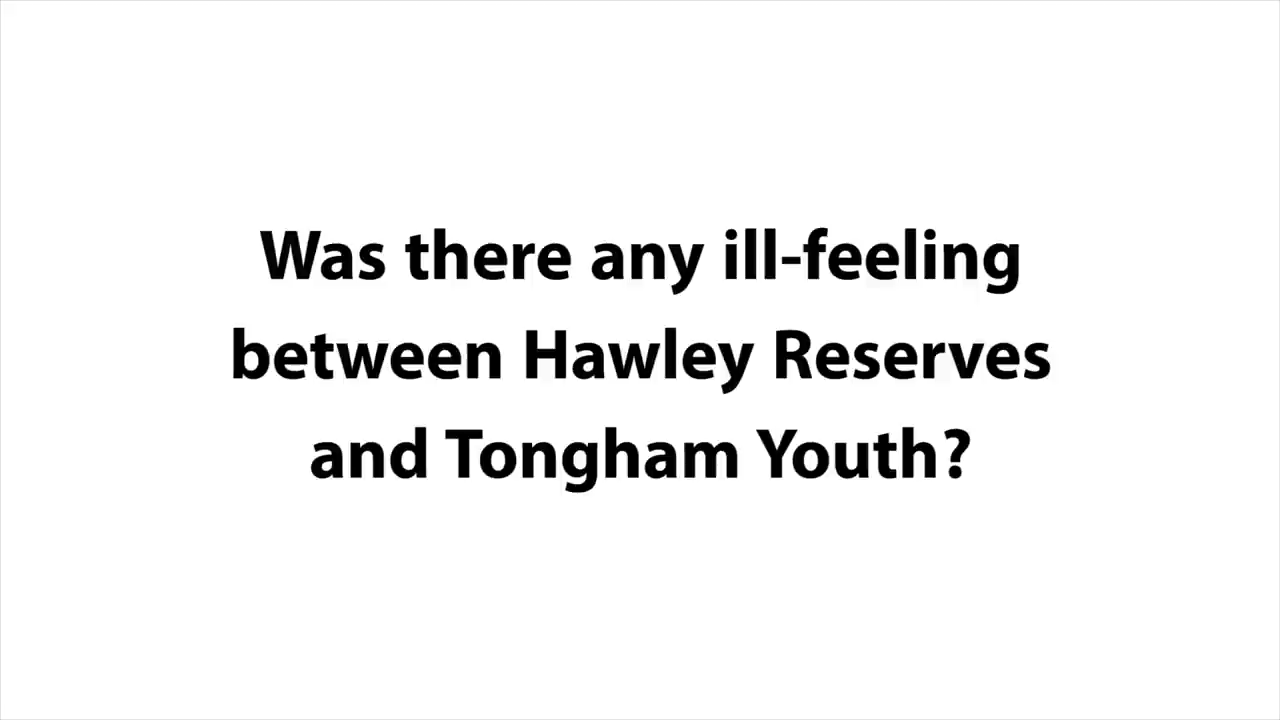 Was there any ill-feeling
between Hawley Reserves
and Tongham Youth?